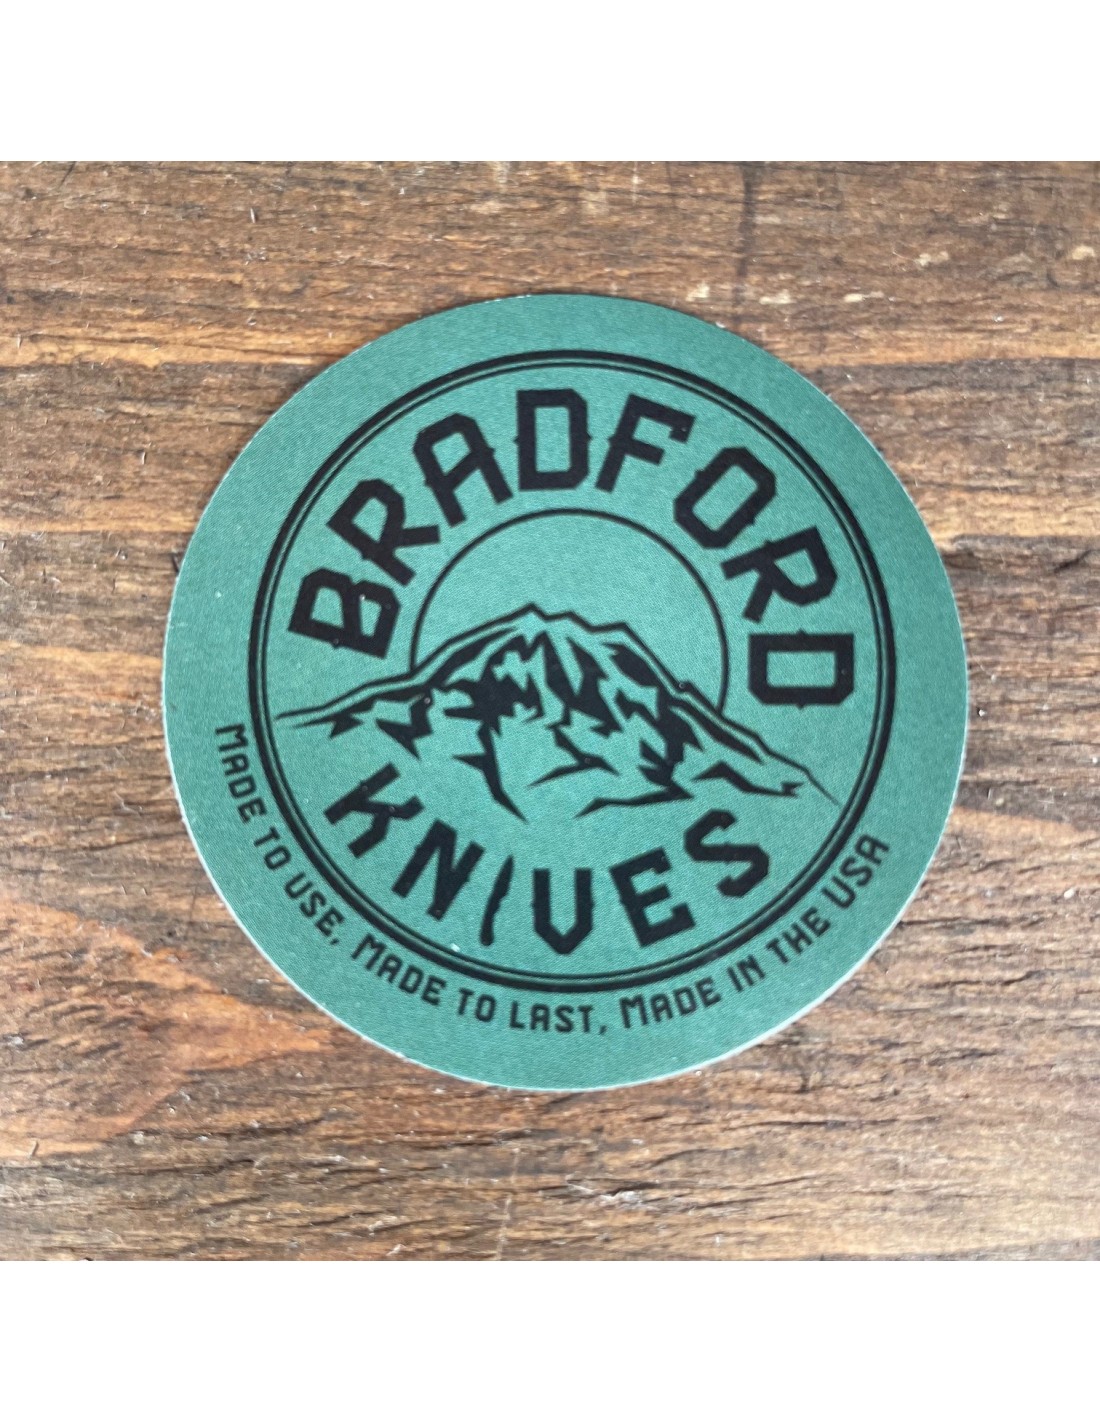 BRADFORD
KNIVES
MADE TO USE, MADE TO LAST, MADE IN THE USA